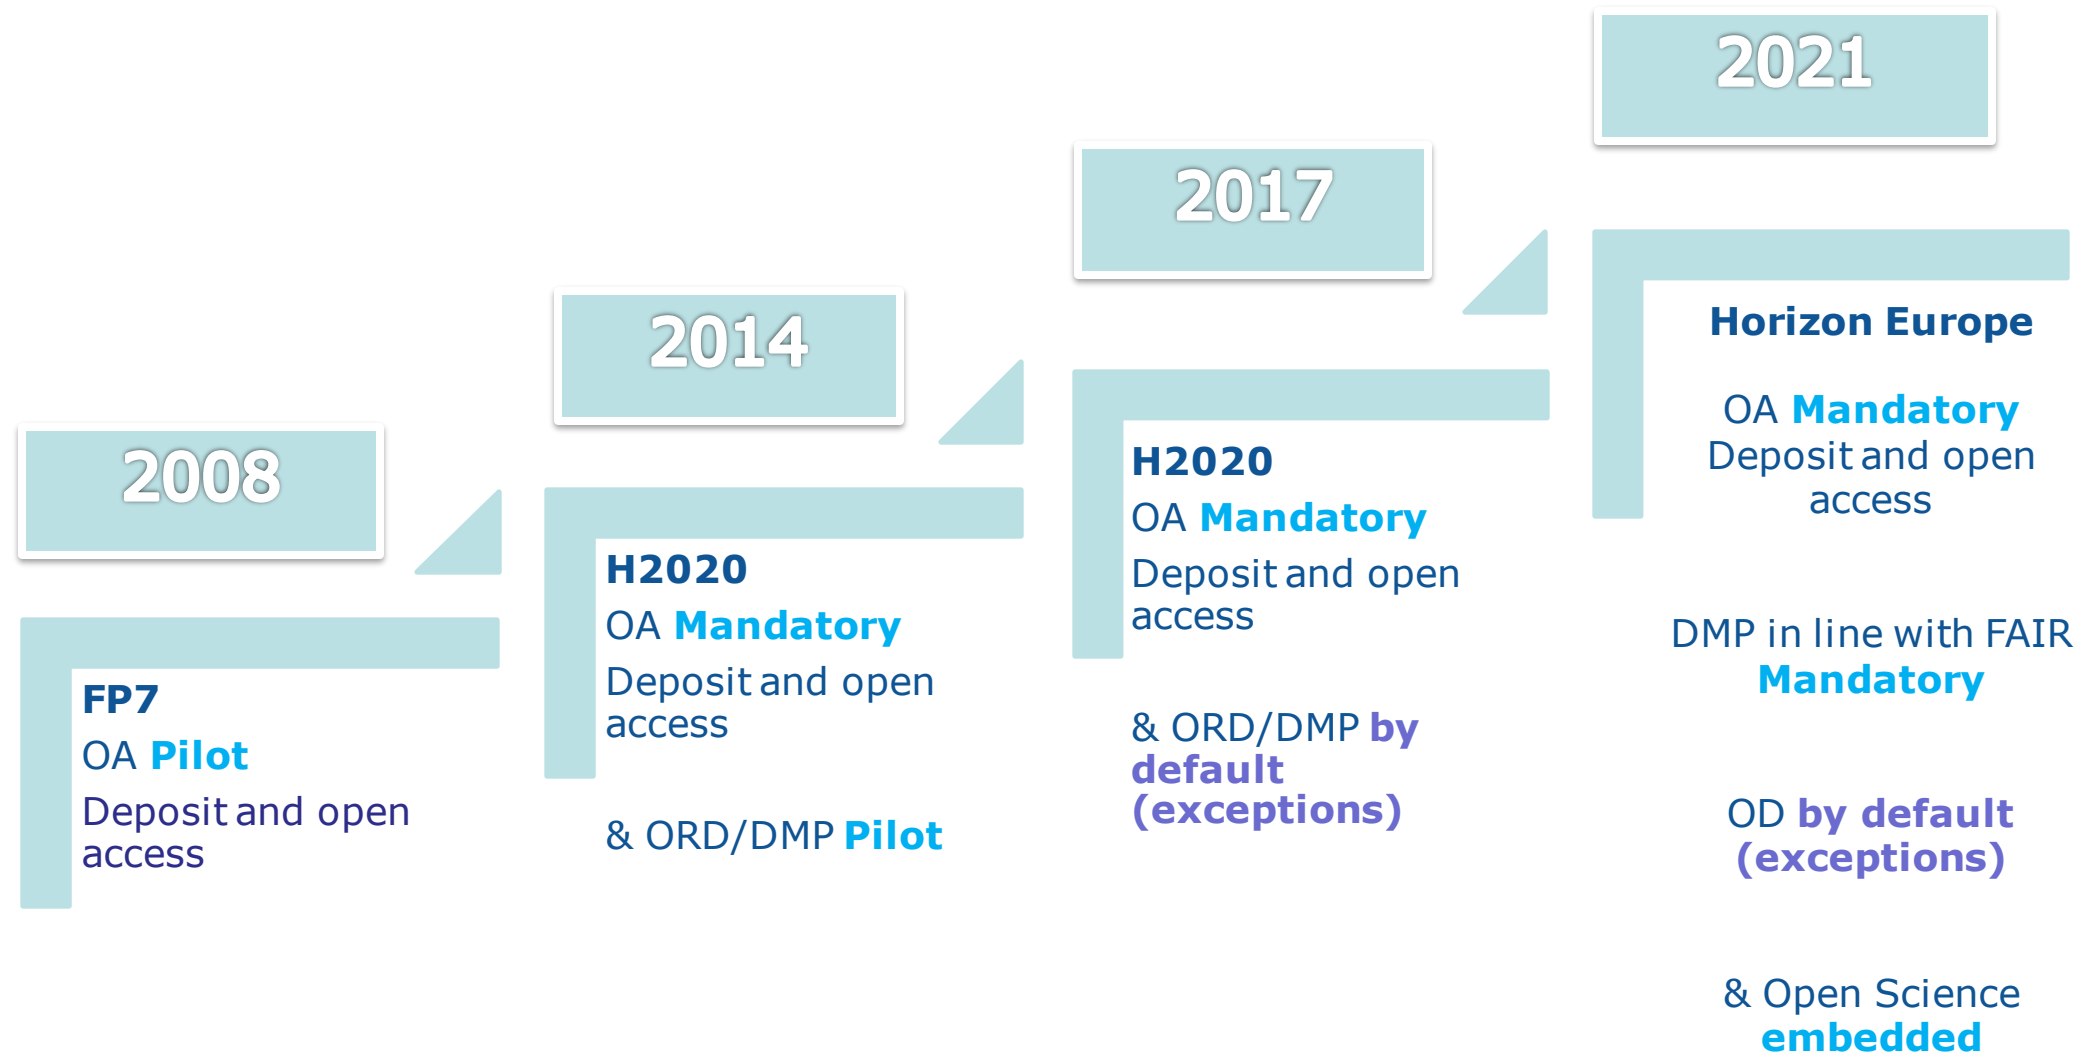 2008
FP7
OA Pilot
Deposit and open
access
2014
H2020
OA Mandatory
Deposit and open
access
& ORD/DMP Pilot
2017
H2020
OA Mandatory
Deposit and open
access
& ORD/DMP by
default
(exceptions)
2021
Horizon Europe
OA Mandatory
Deposit and open
access
DMP in line with FAIR
Mandatory
OD by default
(exceptions)
& Open Science
embedded